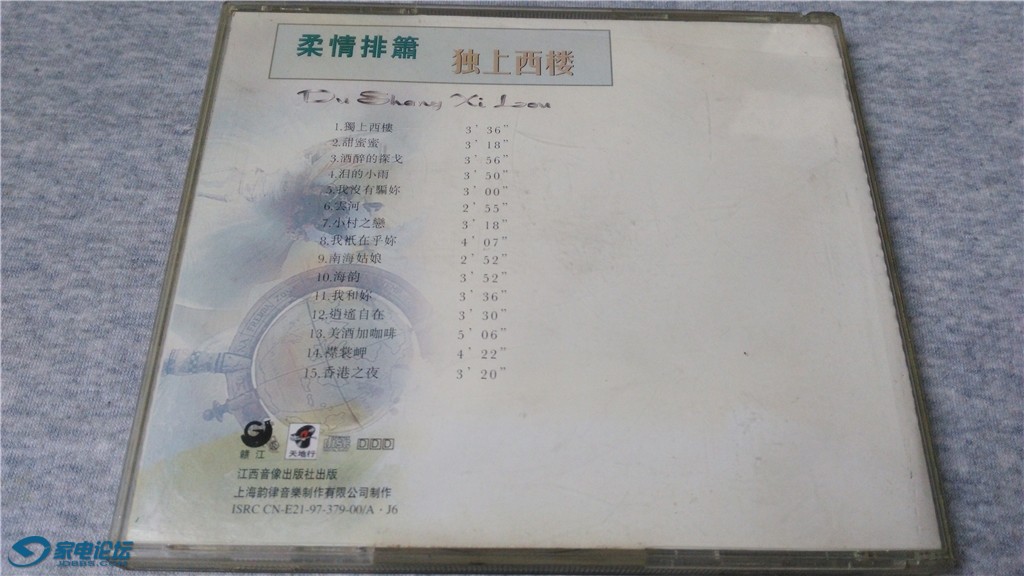 柔情排簫 独上西楼
Du Shang Xi Lou
1.獨上西樓 3'36"
2.甜蜜蜜 3'18"
3.酒醉的探戈 3'56"
4.泪的小雨 3'50"
5.我沒有騙妳 3'00"
6.雲河 2'55"
7.小村之戀 3'18"
8.我衹在乎妳 4'07"
9.南海姑娘 2'52"
10.海韵 3'52"
11.我和妳 3'36"
12.逍遙自在 3'30"
13.美酒加咖啡 5'06"
14.襟裳岬 4'22"
15.香港之夜 3'20"
贛江 天地行 DDD
江西音像出版社出版
上海韵律音樂制作有限公司制作
ISRC CN-E21-97-379-00/A·J6
家电论坛
JDBBS.COM